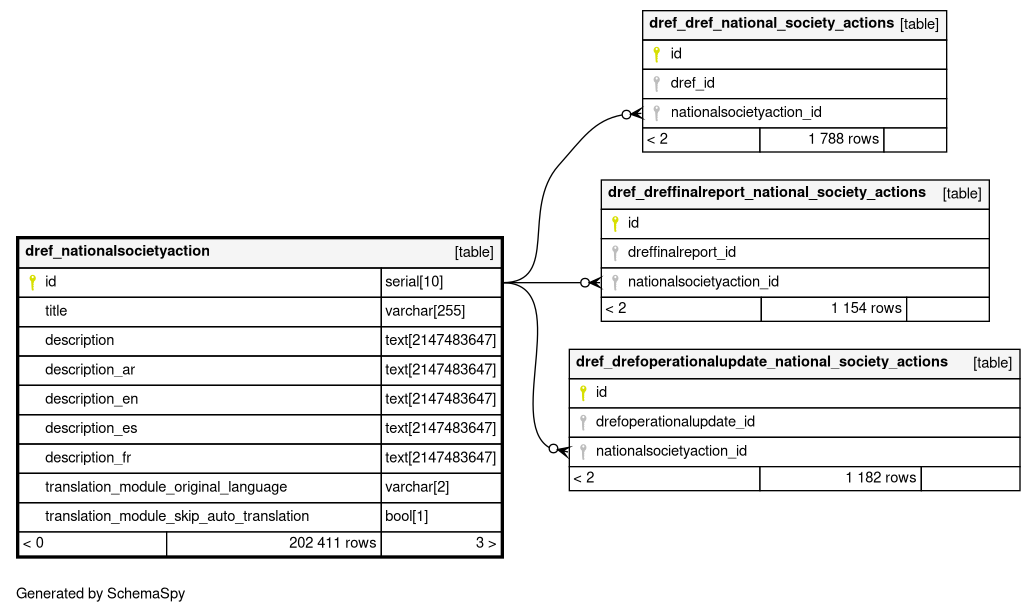 dref_dref_national_society_actions [table]
id
dref_id
nationalsocietyaction_id
< 2 1 788 rows
dref_dreffinalreport_national_society_actions [table]
id
dreffinalreport_id
nationalsocietyaction_id
< 2 1 154 rows
dref_drefoperationalupdate_national_society_actions [table]
id
drefoperationalupdate_id
nationalsocietyaction_id
< 2 1 182 rows
dref_nationalsocietyaction [table]
id serial[10]
title varchar[255]
description text[2147483647]
description_ar text[2147483647]
description_en text[2147483647]
description_es text[2147483647]
description_fr text[2147483647]
translation_module_original_language varchar[2]
translation_module_skip_auto_translation bool[1]
< 0 202 411 rows 3 >
Generated by SchemaSpy